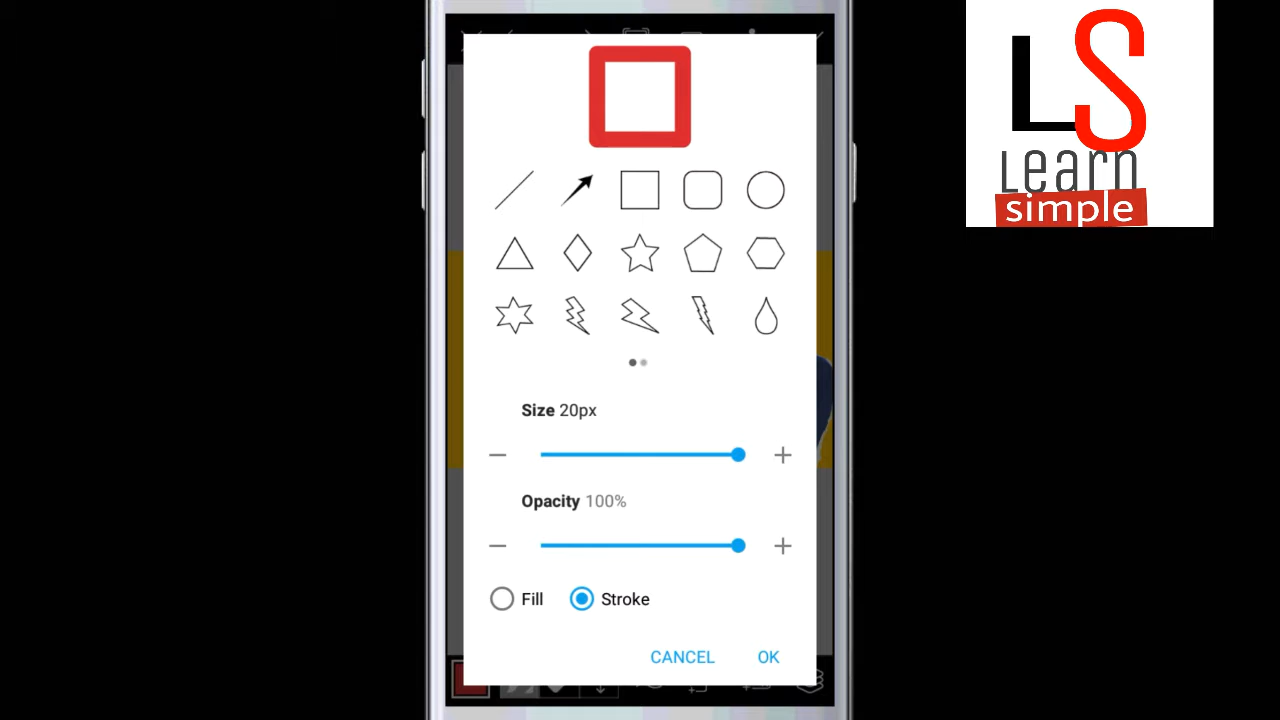 LS
Learn
simple
Size 20px
Opacity 100%
Fill Stroke
CANCEL OK